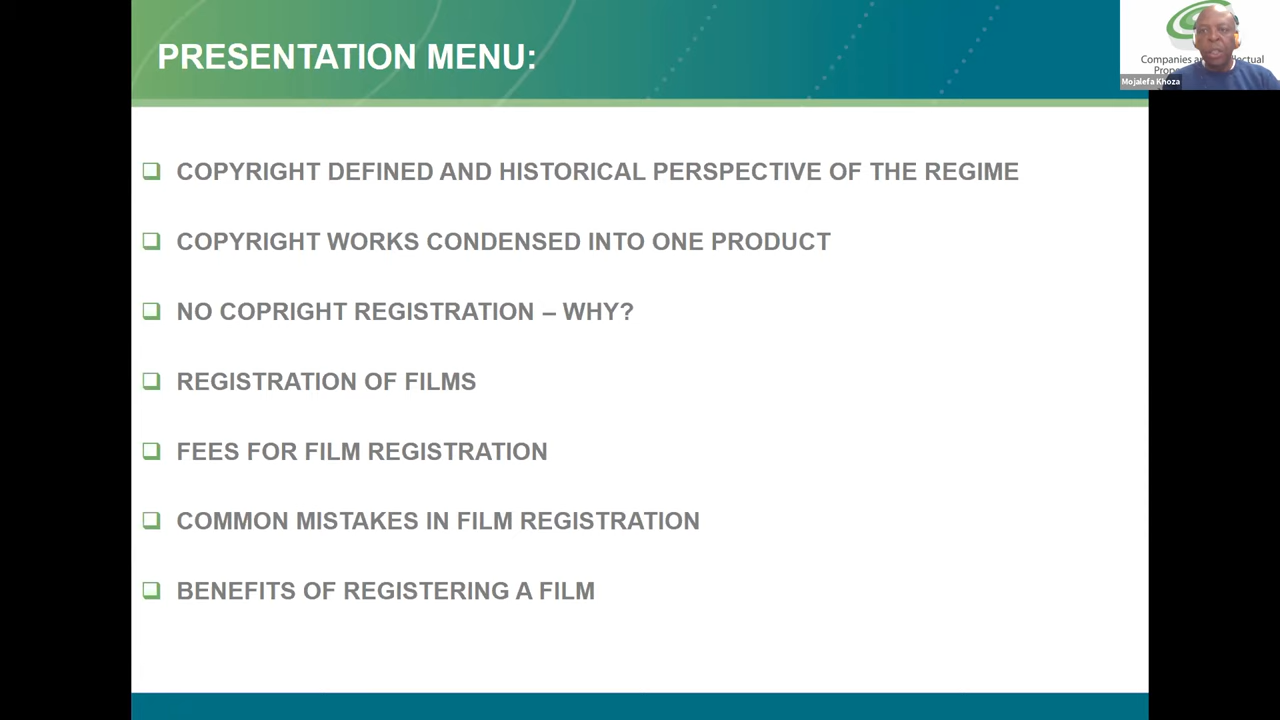 PRESENTATION MENU:
Companies a
ectual
Prop
Mojalefa Khoza
❑ COPYRIGHT DEFINED AND HISTORICAL PERSPECTIVE OF THE REGIME
❑ COPYRIGHT WORKS CONDENSED INTO ONE PRODUCT
❑ NO COPRIGHT REGISTRATION – WHY?
❑ REGISTRATION OF FILMS
❑ FEES FOR FILM REGISTRATION
❑ COMMON MISTAKES IN FILM REGISTRATION
❑ BENEFITS OF REGISTERING A FILM